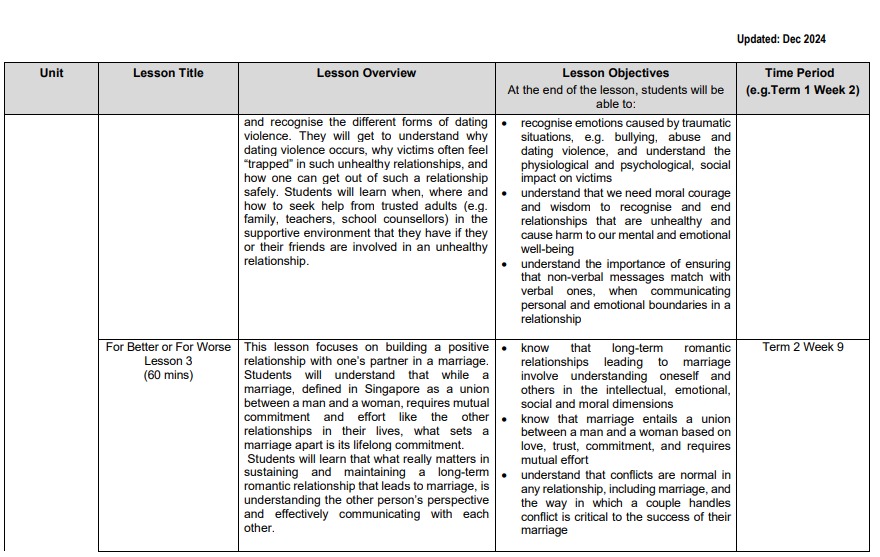 Updated: Dec 2024
Unit
Lesson Title
Lesson Overview
Lesson Objectives
At the end of the lesson, students will be
able to:
Time Period
(e.g.Term 1 Week 2)
and recognise the different forms of dating
violence. They will get to understand why
dating violence occurs, why victims often feel
“trapped” in such unhealthy relationships, and
how one can get out of such a relationship
safely. Students will learn when, where and
how to seek help from trusted adults (e.g.
family, teachers, school counsellors) in the
supportive environment that they have if they
or their friends are involved in an unhealthy
relationship.
• recognise emotions caused by traumatic
situations, e.g. bullying, abuse and
dating violence, and understand the
physiological and psychological, social
impact on victims
• understand that we need moral courage
and wisdom to recognise and end
relationships that are unhealthy and
cause harm to our mental and emotional
well-being
• understand the importance of ensuring
that non-verbal messages match with
verbal ones, when communicating
personal and emotional boundaries in a
relationship
For Better or For Worse
Lesson 3
(60 mins)
This lesson focuses on building a positive
relationship with one’s partner in a marriage.
Students will understand that while a
marriage, defined in Singapore as a union
between a man and a woman, requires mutual
commitment and effort like the other
relationships in their lives, what sets a
marriage apart is its lifelong commitment.
Students will learn that what really matters in
sustaining and maintaining a long-term
romantic relationship that leads to marriage, is
understanding the other person’s perspective
and effectively communicating with each
other.
• know that long-term romantic
relationships leading to marriage
involve understanding oneself and
others in the intellectual, emotional,
social and moral dimensions
• know that marriage entails a union
between a man and a woman based on
love, trust, commitment, and requires
mutual effort
• understand that conflicts are normal in
any relationship, including marriage, and
the way in which a couple handles
conflict is critical to the success of their
marriage
Term 2 Week 9